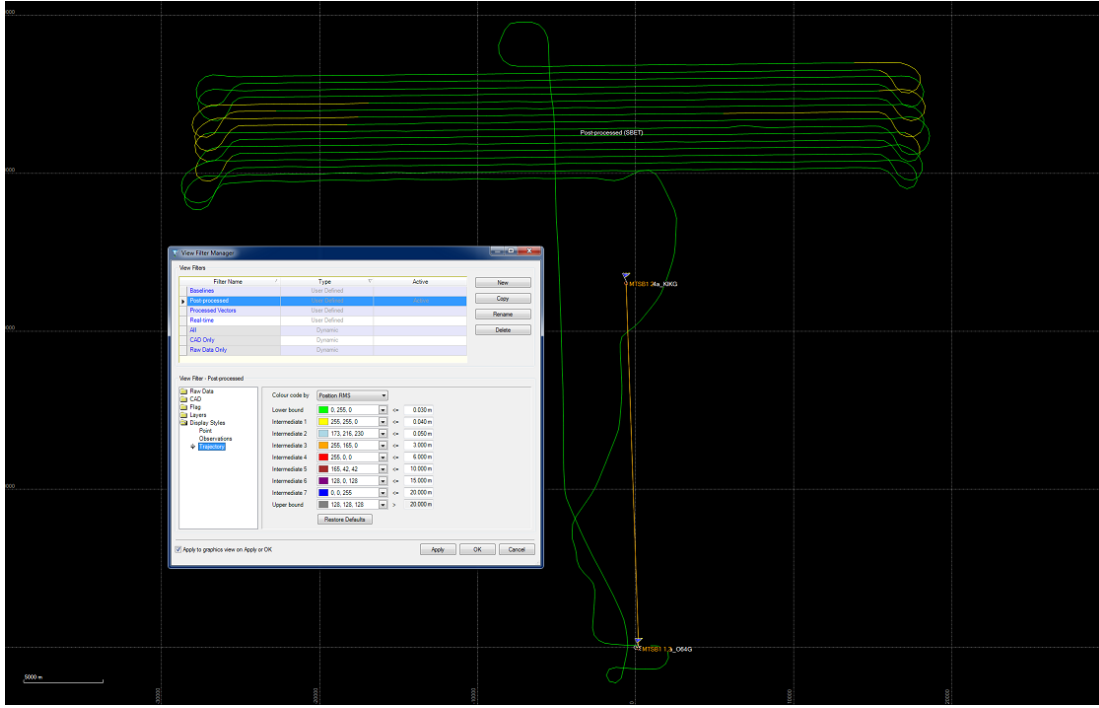 Post-processed (SBET)
View Filter Manager
View Filters
Filter Name Type Active
Baselines User Defined
Post-processed User Defined Active
Processed Vectors User Defined
Real-time User Defined
All Dynamic
CAD Only Dynamic
Raw Data Only Dynamic
New
Copy
Rename
Delete
View Filter - Post-processed
Raw Data
CAD
Flag
Layers
Display Styles
Point
Observations
Trajectory
Colour code by Position RMS
Lower bound 0, 255, 0 <= 0.030 m
Intermediate 1 255, 255, 0 <= 0.040 m
Intermediate 2 173, 216, 230 <= 0.050 m
Intermediate 3 255, 165, 0 <= 3.000 m
Intermediate 4 255, 0, 0 <= 6.000 m
Intermediate 5 165, 42, 42 <= 10.000 m
Intermediate 6 128, 0, 128 <= 15.000 m
Intermediate 7 0, 0, 255 <= 20.000 m
Upper bound 128, 128, 128 > 20.000 m
Restore Defaults
Apply to graphics view on Apply or OK
Apply OK Cancel
5000 m
10000